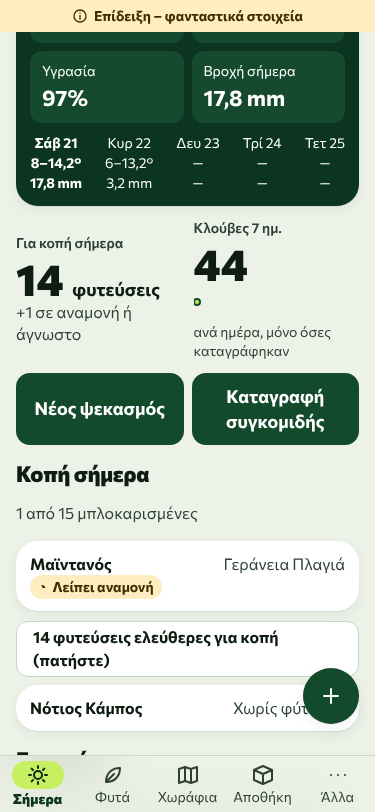 Επίδειξη – φανταστικά στοιχεία
Υγρασία
97%
Βροχή σήμερα
17,8 mm
Σάβ 21 Κυρ 22 Δευ 23 Τρί 24 Τετ 25
8–14,2° 6–13,2° — — —
17,8 mm 3,2 mm — — —
Για κοπή σήμερα
14 φυτεύσεις
+1 σε αναμονή ή
άγνωστο
Κλούβες 7 ημ.
44
ανά ημέρα, μόνο όσες
καταγράφηκαν
Νέος ψεκασμός
Καταγραφή
συγκομιδής
Κοπή σήμερα
1 από 15 μπλοκαρισμένες
Μαϊντανός Γεράνεια Πλαγιά
Λείπει αναμονή
14 φυτεύσεις ελεύθερες για κοπή
(πατήστε)
Νότιος Κάμπος Χωρίς
Σήμερα Φυτά Χωράφια Αποθήκη Άλλα